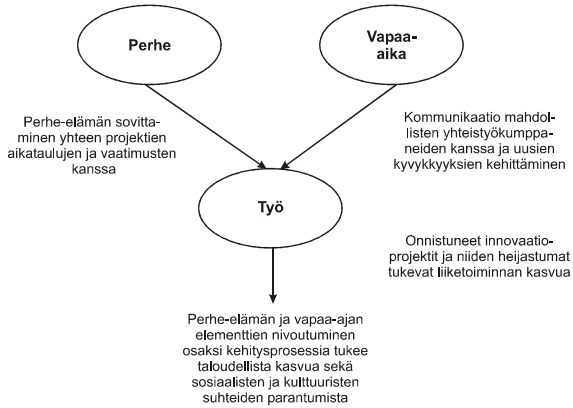 Perhe
Vapaa-
aika
Perhe-elämän sovitta-
minen yhteen projektien
aikataulujen ja vaatimusten
kanssa
Kommunikaatio mahdol-
listen yhteistyökumppa-
neiden kanssa ja uusien
kyvykkyyksien kehittäminen
Työ
Onnistuneet innovaatio-
projektit ja niiden heijastumat
tukevat liiketoiminnan kasvua
Perhe-elämän ja vapaa-ajan
elementtien nivoutuminen
osaksi kehitysprosessia tukee
taloudellista kasvua sekä
sosiaalisten ja kulttuuristen
suhteiden parantumista